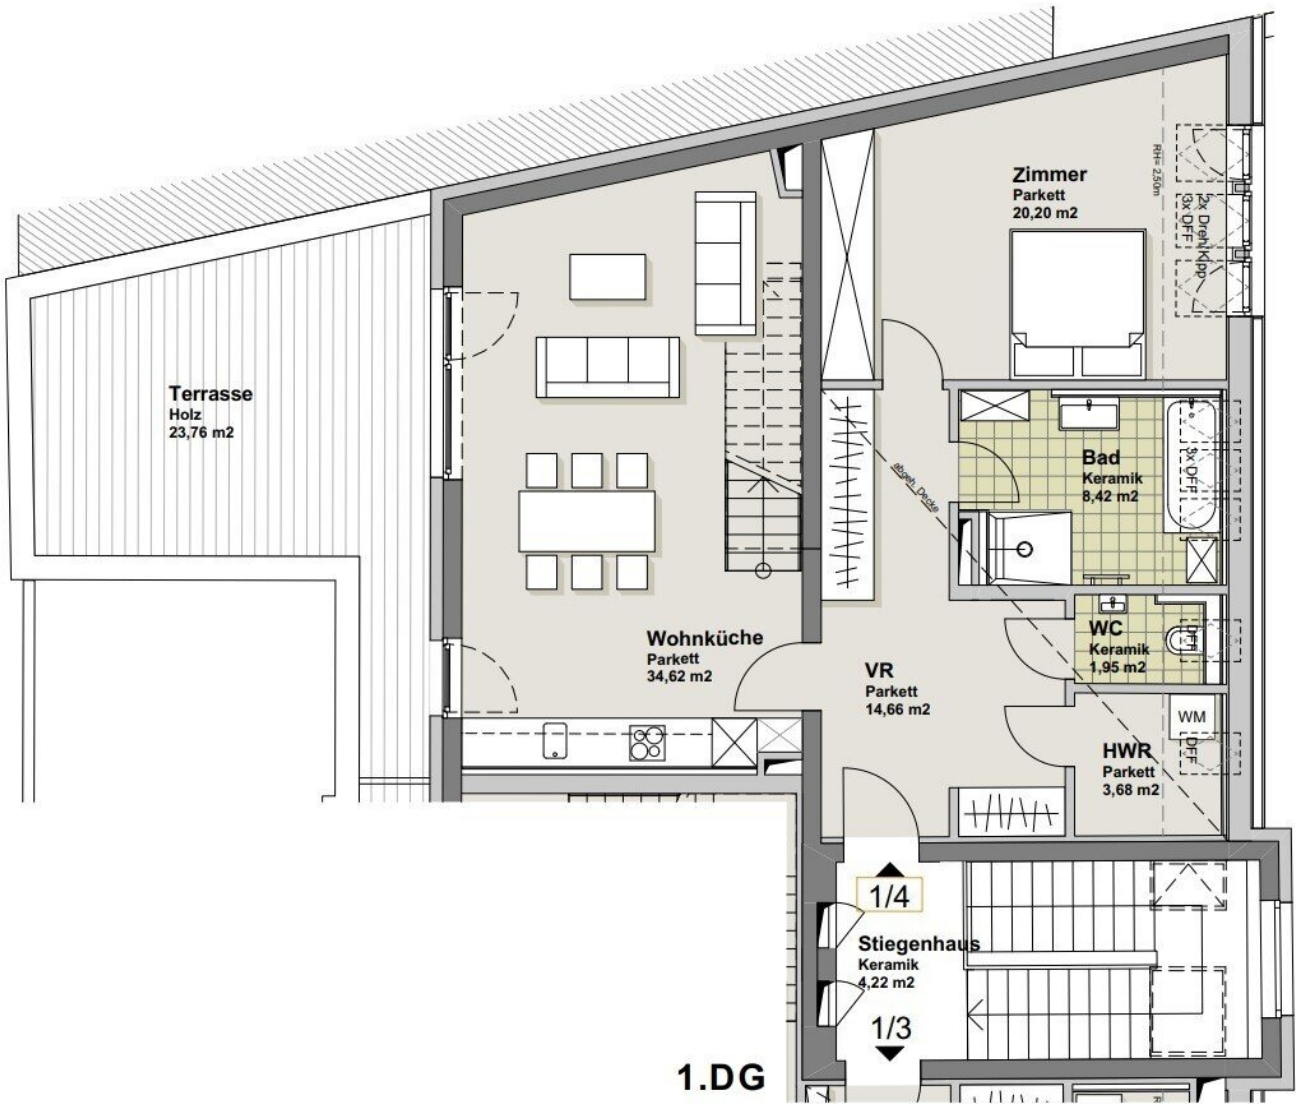 Zimmer
Parkett
20,20 m2
RH= 2,50m
2x Dreh/Kipp
3x DFF
Terrasse
Holz
23,76 m2
abgeh. Decke
Bad
Keramik
8,42 m2
3x DFF
Wohnküche
Parkett
34,62 m2
VR
Parkett
14,66 m2
WC
Keramik
1,95 m2
DFF
WM
HWR
Parkett
3,68 m2
DFF
1/4
Stiegenhaus
Keramik
4,22 m2
1/3
1.DG